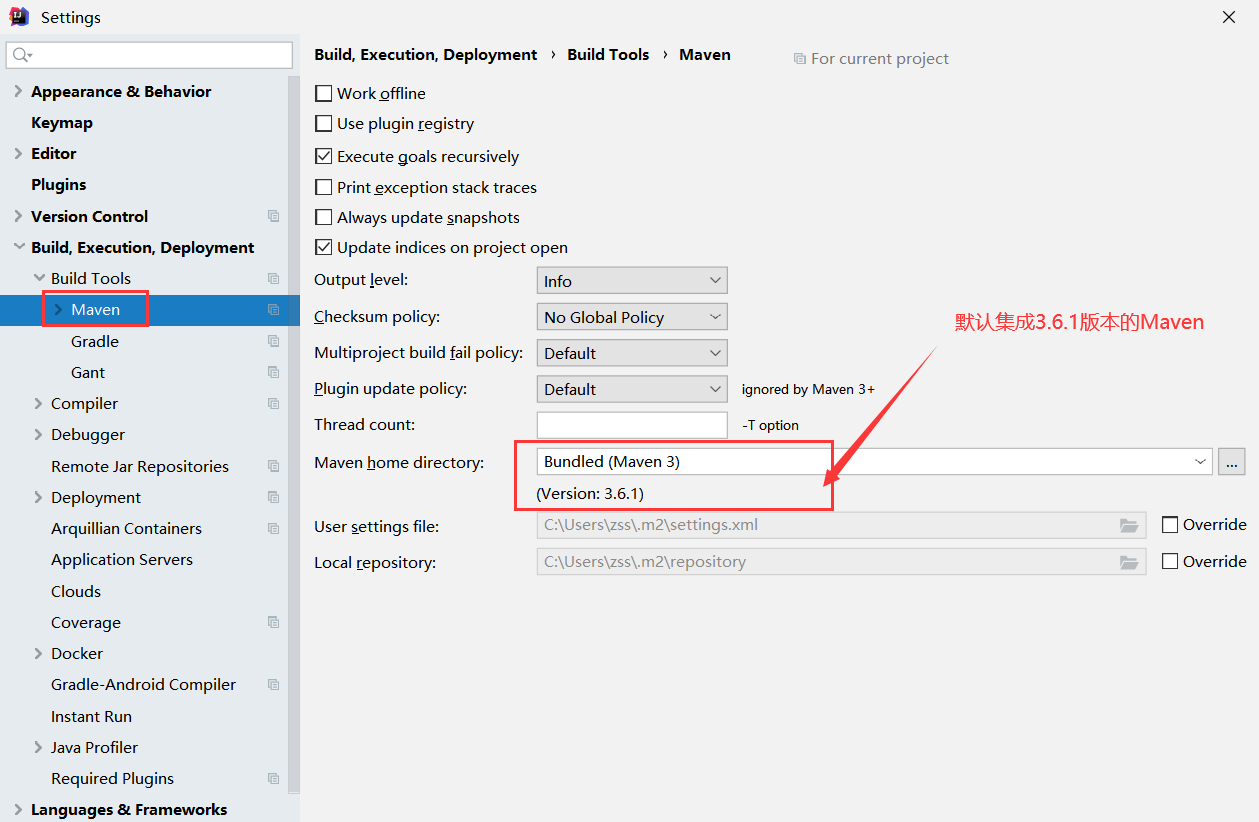 Settings
Appearance & Behavior
Keymap
Editor
Plugins
Version Control
Build, Execution, Deployment
Build Tools
Maven
Gradle
Gant
Compiler
Debugger
Remote Jar Repositories
Deployment
Arquillian Containers
Application Servers
Clouds
Coverage
Docker
Gradle-Android Compiler
Instant Run
Java Profiler
Required Plugins
Languages & Frameworks
Build, Execution, Deployment › Build Tools › Maven
For current project
Work offline
Use plugin registry
Execute goals recursively
Print exception stack traces
Always update snapshots
Update indices on project open
Output level: Info
Checksum policy: No Global Policy
Multiproject build fail policy: Default
Plugin update policy: Default ignored by Maven 3+
Thread count: -T option
Maven home directory: Bundled (Maven 3) ...
(Version: 3.6.1)
User settings file: C:\Users\zss\.m2\settings.xml Override
Local repository: C:\Users\zss\.m2\repository Override
默认集成3.6.1版本的Maven